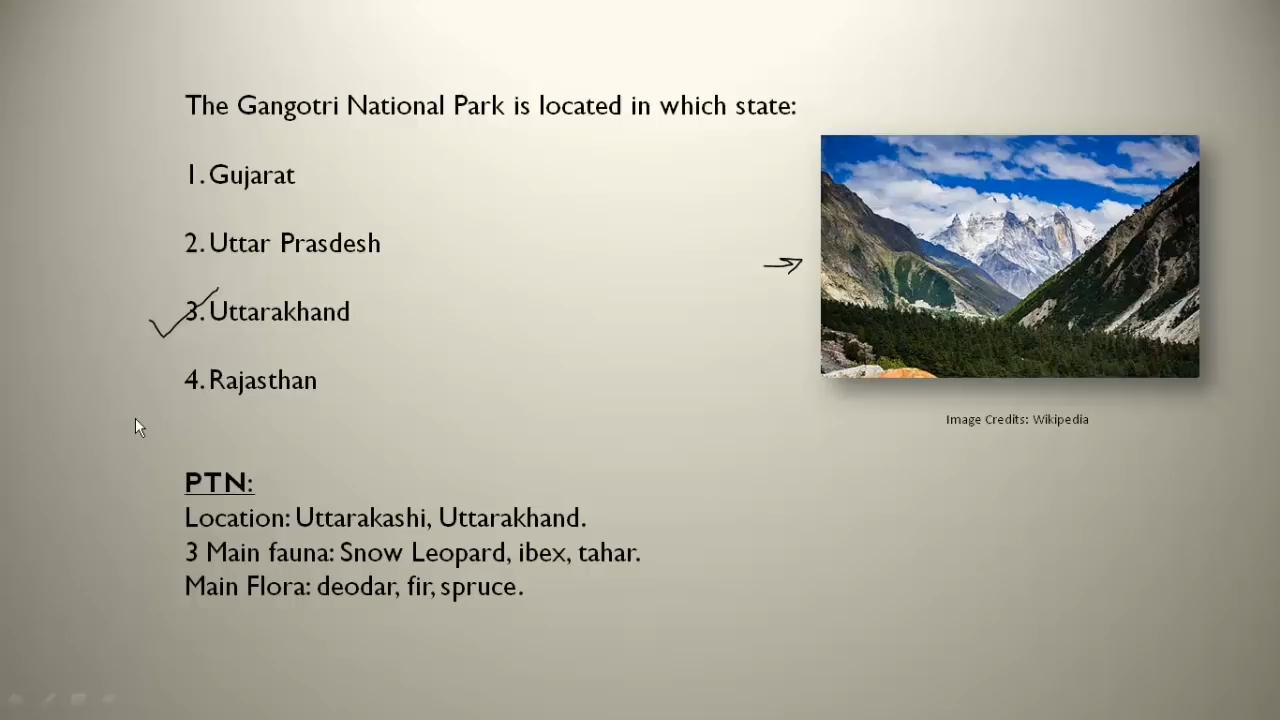 The Gangotri National Park is located in which state:
1. Gujarat
2. Uttar Prasdesh
3. Uttarakhand
4. Rajasthan
Image Credits: Wikipedia
PTN:
Location: Uttarakashi, Uttarakhand.
3 Main fauna: Snow Leopard, ibex, tahar.
Main Flora: deodar, fir, spruce.